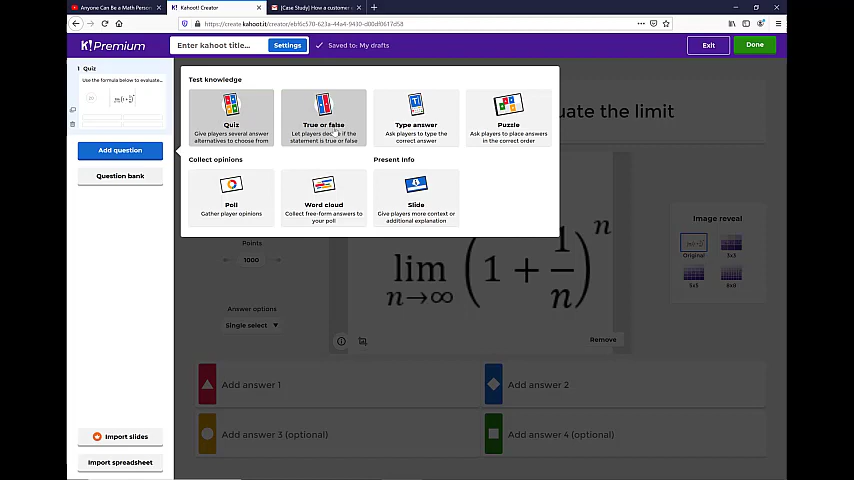 Anyone Can Be a Math Person
Kahoot! Creator
[Case Study] How a customer
https://create.kahoot.it/creator/ebf6c570-623a-44a4-9430-d00df0617d58
K!Premium
Enter kahoot title...
Settings
Saved to: My drafts
Exit
Done
1 Quiz
Use the formula below to evaluate...
Add question
Question bank
Import slides
Import spreadsheet
Test knowledge
Quiz
Give players several answer
alternatives to choose from
True or false
Let players decide if the
statement is true or false
Type answer
Ask players to type the
correct answer
Puzzle
Ask players to place answers
in the correct order
Collect opinions
Present Info
Poll
Gather player opinions
Word cloud
Collect free-form answers to
your poll
Slide
Give players more context or
additional explanation
uate the limit
Points
1000
Answer options
Single select
lim n→∞ (1 + 1/n)^n
Remove
Image reveal
Original
3x3
5x5
8x8
Add answer 1
Add answer 2
Add answer 3 (optional)
Add answer 4 (optional)